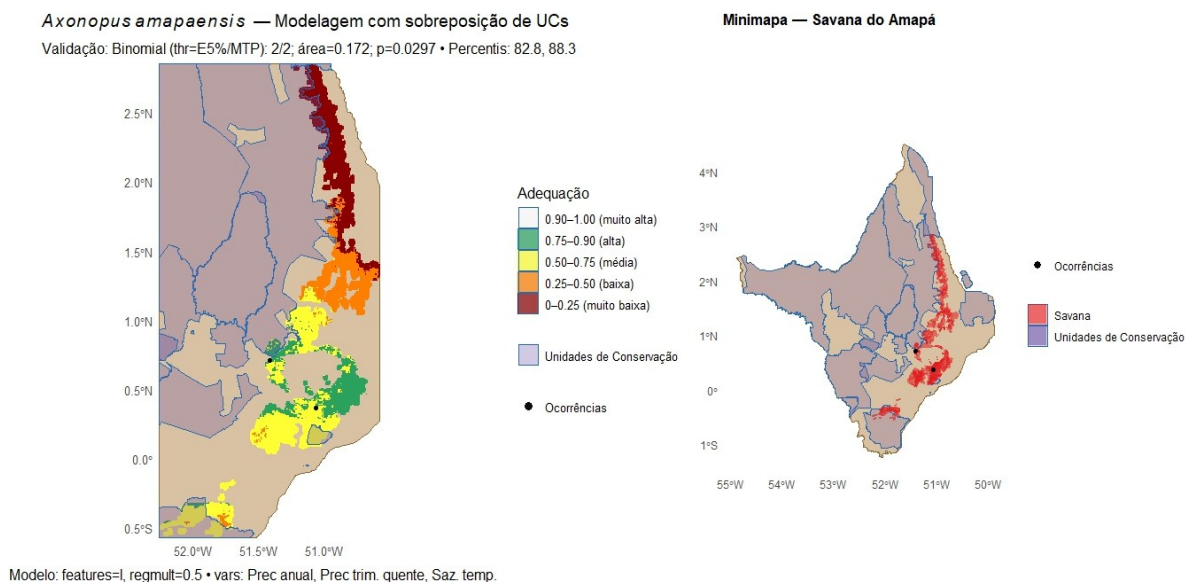 Axonopus amapaensis — Modelagem com sobreposição de UCs
Validação: Binomial (thr=E5%/MTP): 2/2; área=0.172; p=0.0297 • Percentis: 82.8, 88.3
2.5°N
2.0°N
1.5°N
1.0°N
0.5°N
0.0°
0.5°S
52.0°W 51.5°W 51.0°W
Adequação
0.90–1.00 (muito alta)
0.75–0.90 (alta)
0.50–0.75 (média)
0.25–0.50 (baixa)
0–0.25 (muito baixa)
Unidades de Conservação
Ocorrências
Modelo: features=l, regmult=0.5 • vars: Prec anual, Prec trim. quente, Saz. temp.
Minimapa — Savana do Amapá
4°N
3°N
2°N
1°N
0°
1°S
55°W 54°W 53°W 52°W 51°W 50°W
Ocorrências
Savana
Unidades de Conservação